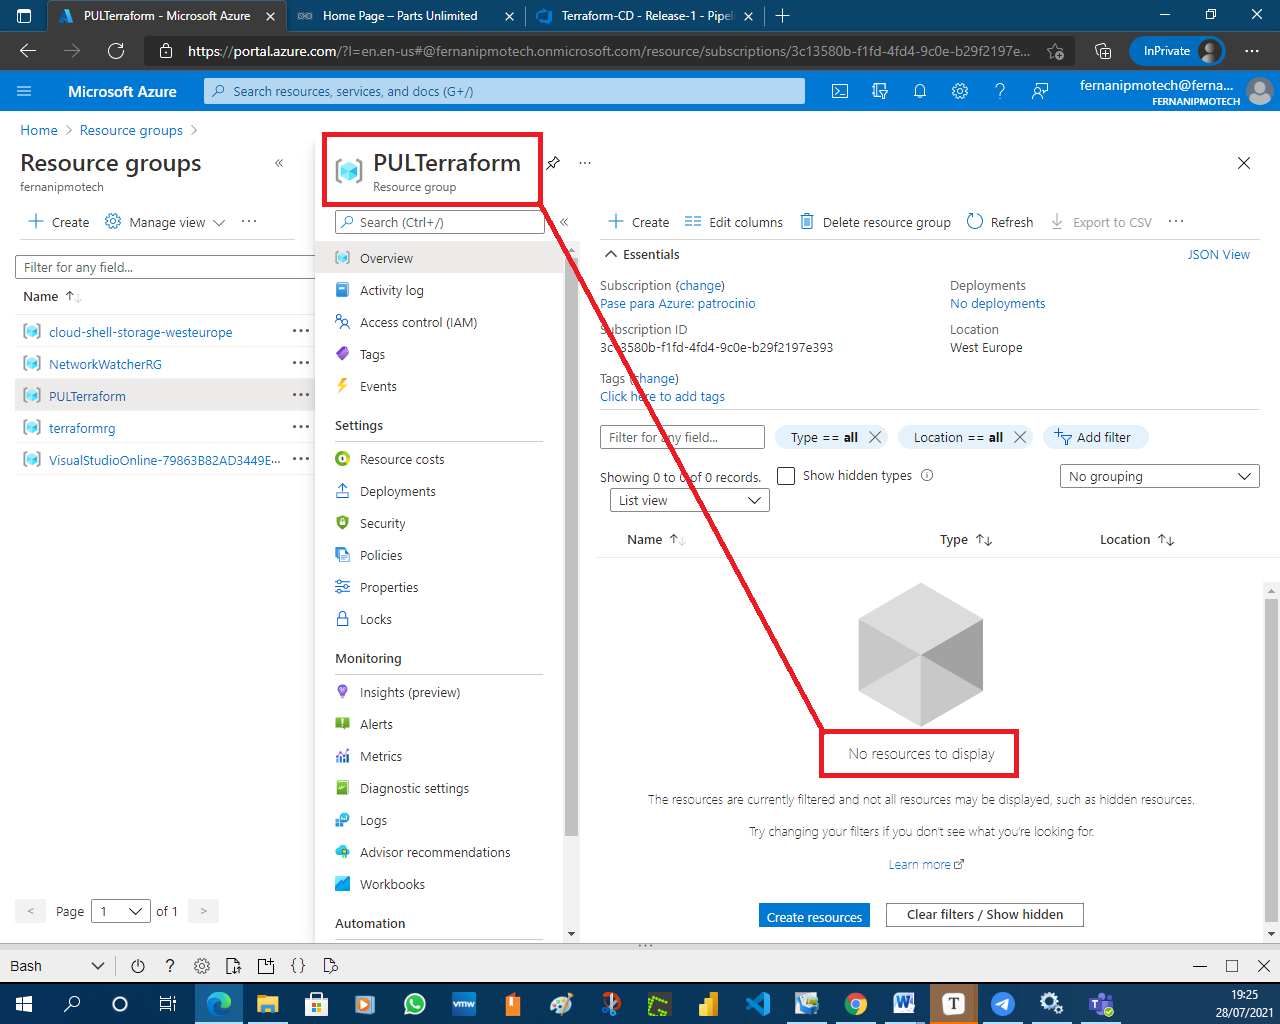 PULTerraform - Microsoft Azure
Home Page – Parts Unlimited
Terraform-CD - Release-1 - Pipel
https://portal.azure.com/?l=en.en-us#@fernanipmotech.onmicrosoft.com/resource/subscriptions/3c13580b-f1fd-4fd4-9c0e-b29f2197e...
InPrivate
Microsoft Azure
Search resources, services, and docs (G+/)
fernanipmotech@ferna...
FERNANIPMOTECH
Home
Resource groups
Resource groups
fernanipmotech
Create
Manage view
Filter for any field...
Name
cloud-shell-storage-westeurope
NetworkWatcherRG
PULTerraform
terraformrg
VisualStudioOnline-79863B82AD3449E...
< Page 1 of 1 >
PULTerraform
Resource group
Search (Ctrl+/)
Overview
Activity log
Access control (IAM)
Tags
Events
Settings
Resource costs
Deployments
Security
Policies
Properties
Locks
Monitoring
Insights (preview)
Alerts
Metrics
Diagnostic settings
Logs
Advisor recommendations
Workbooks
Automation
Create
Edit columns
Delete resource group
Refresh
Export to CSV
Essentials
JSON View
Subscription (change)
Pase para Azure: patrocinio
Subscription ID
3c13580b-f1fd-4fd4-9c0e-b29f2197e393
Deployments
No deployments
Location
West Europe
Tags (change)
Click here to add tags
Filter for any field...
Type == all
Location == all
Add filter
Showing 0 to 0 of 0 records.
Show hidden types
No grouping
List view
Name
Type
Location
No resources to display
The resources are currently filtered and not all resources may be displayed, such as hidden resources.
Try changing your filters if you don't see what you're looking for.
Learn more
Create resources
Clear filters / Show hidden
Bash
vmw
19:25
28/07/2021